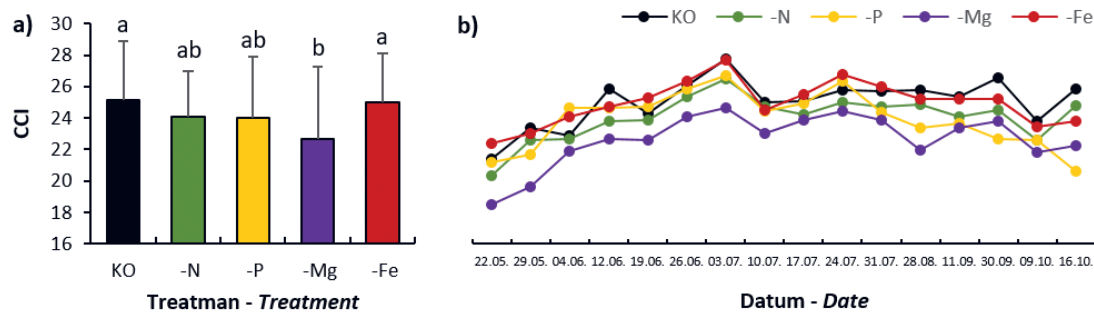 a)
30
28
26
24
22
20
18
16
CCI
a
ab
ab
b
a
KO -N -P -Mg -Fe
Treatman - Treatment
b)
KO -N -P -Mg -Fe
22.05. 29.05. 04.06. 12.06. 19.06. 26.06. 03.07. 10.07. 17.07. 24.07. 31.07. 28.08. 11.09. 30.09. 09.10. 16.10.
Datum - Date